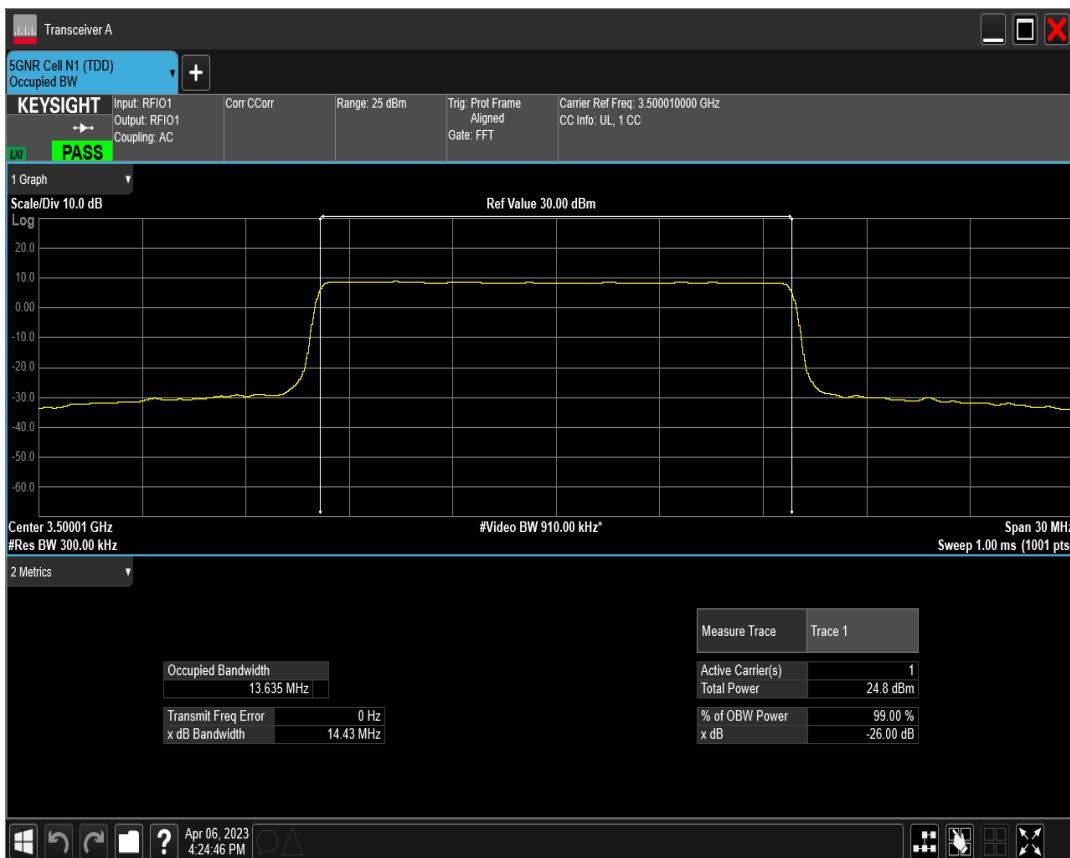 Transceiver A
5GNR Cell N1 (TDD)
Occupied BW
+
KEYSIGHT
LXI
PASS
Input: RFIO1
Output: RFIO1
Coupling: AC
Corr CCorr
Range: 25 dBm
Trig: Prot Frame
Aligned
Gate: FFT
Carrier Ref Freq: 3.500010000 GHz
CC Info: UL, 1 CC
1 Graph
Scale/Div 10.0 dB
Ref Value 30.00 dBm
Log
20.0
10.0
0.00
-10.0
-20.0
-30.0
-40.0
-50.0
-60.0
Center 3.50001 GHz
#Video BW 910.00 kHz*
Span 30 MHz
#Res BW 300.00 kHz
Sweep 1.00 ms (1001 pts
2 Metrics
Measure Trace Trace 1
Occupied Bandwidth
13.635 MHz
Active Carrier(s) 1
Total Power 24.8 dBm
Transmit Freq Error 0 Hz
x dB Bandwidth 14.43 MHz
% of OBW Power 99.00 %
x dB -26.00 dB
?
Apr 06, 2023
4:24:46 PM